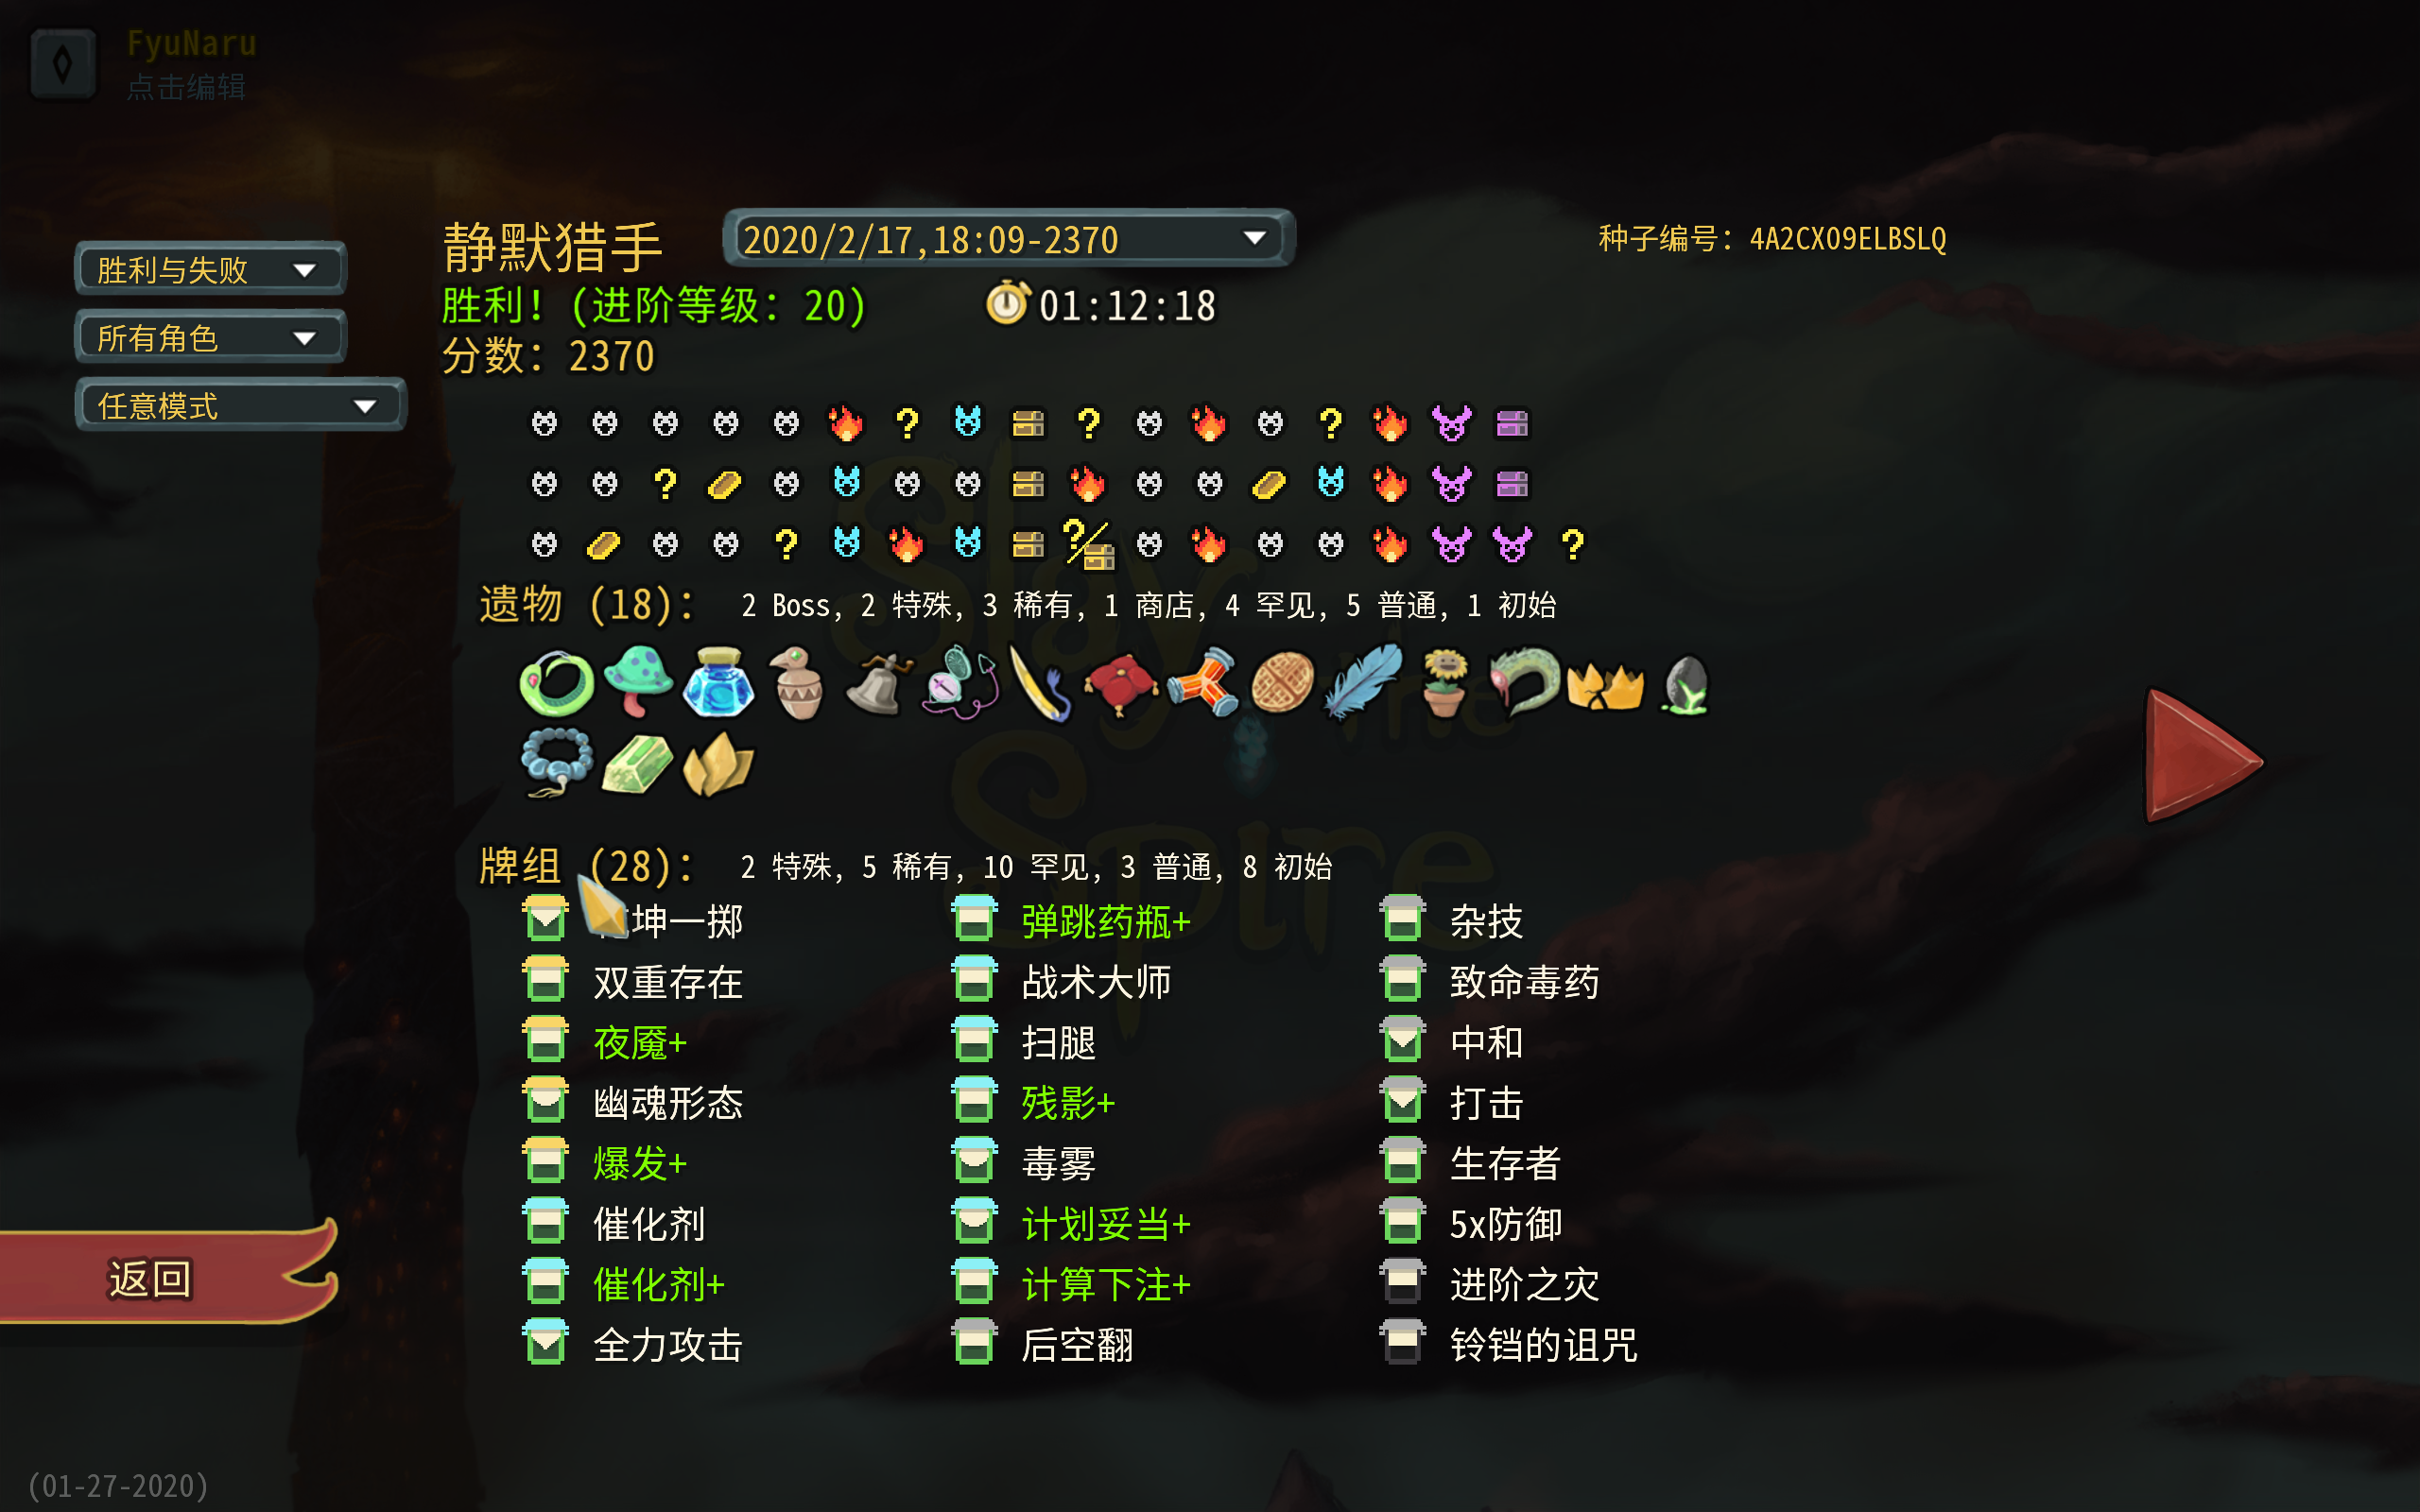 FyuNaru
点击编辑
静默猎手
2020/2/17,18:09-2370
种子编号: 4A2CXO9ELBSLQ
胜利与失败
所有角色
任意模式
胜利! (进阶等级: 20)
01:12:18
分数: 2370
遗物 (18):
2 Boss, 2 特殊, 3 稀有, 1 商店, 4 罕见, 5 普通, 1 初始
牌组 (28):
2 特殊, 5 稀有, 10 罕见, 3 普通, 8 初始
坤一掷
双重存在
夜魇+
幽魂形态
爆发+
催化剂
催化剂+
全力攻击
弹跳药瓶+
战术大师
扫腿
残影+
毒雾
计划妥当+
计算下注+
后空翻
杂技
致命毒药
中和
打击
生存者
5x防御
进阶之灾
铃铛的诅咒
返回
Slay the Spire
(01-27-2020)